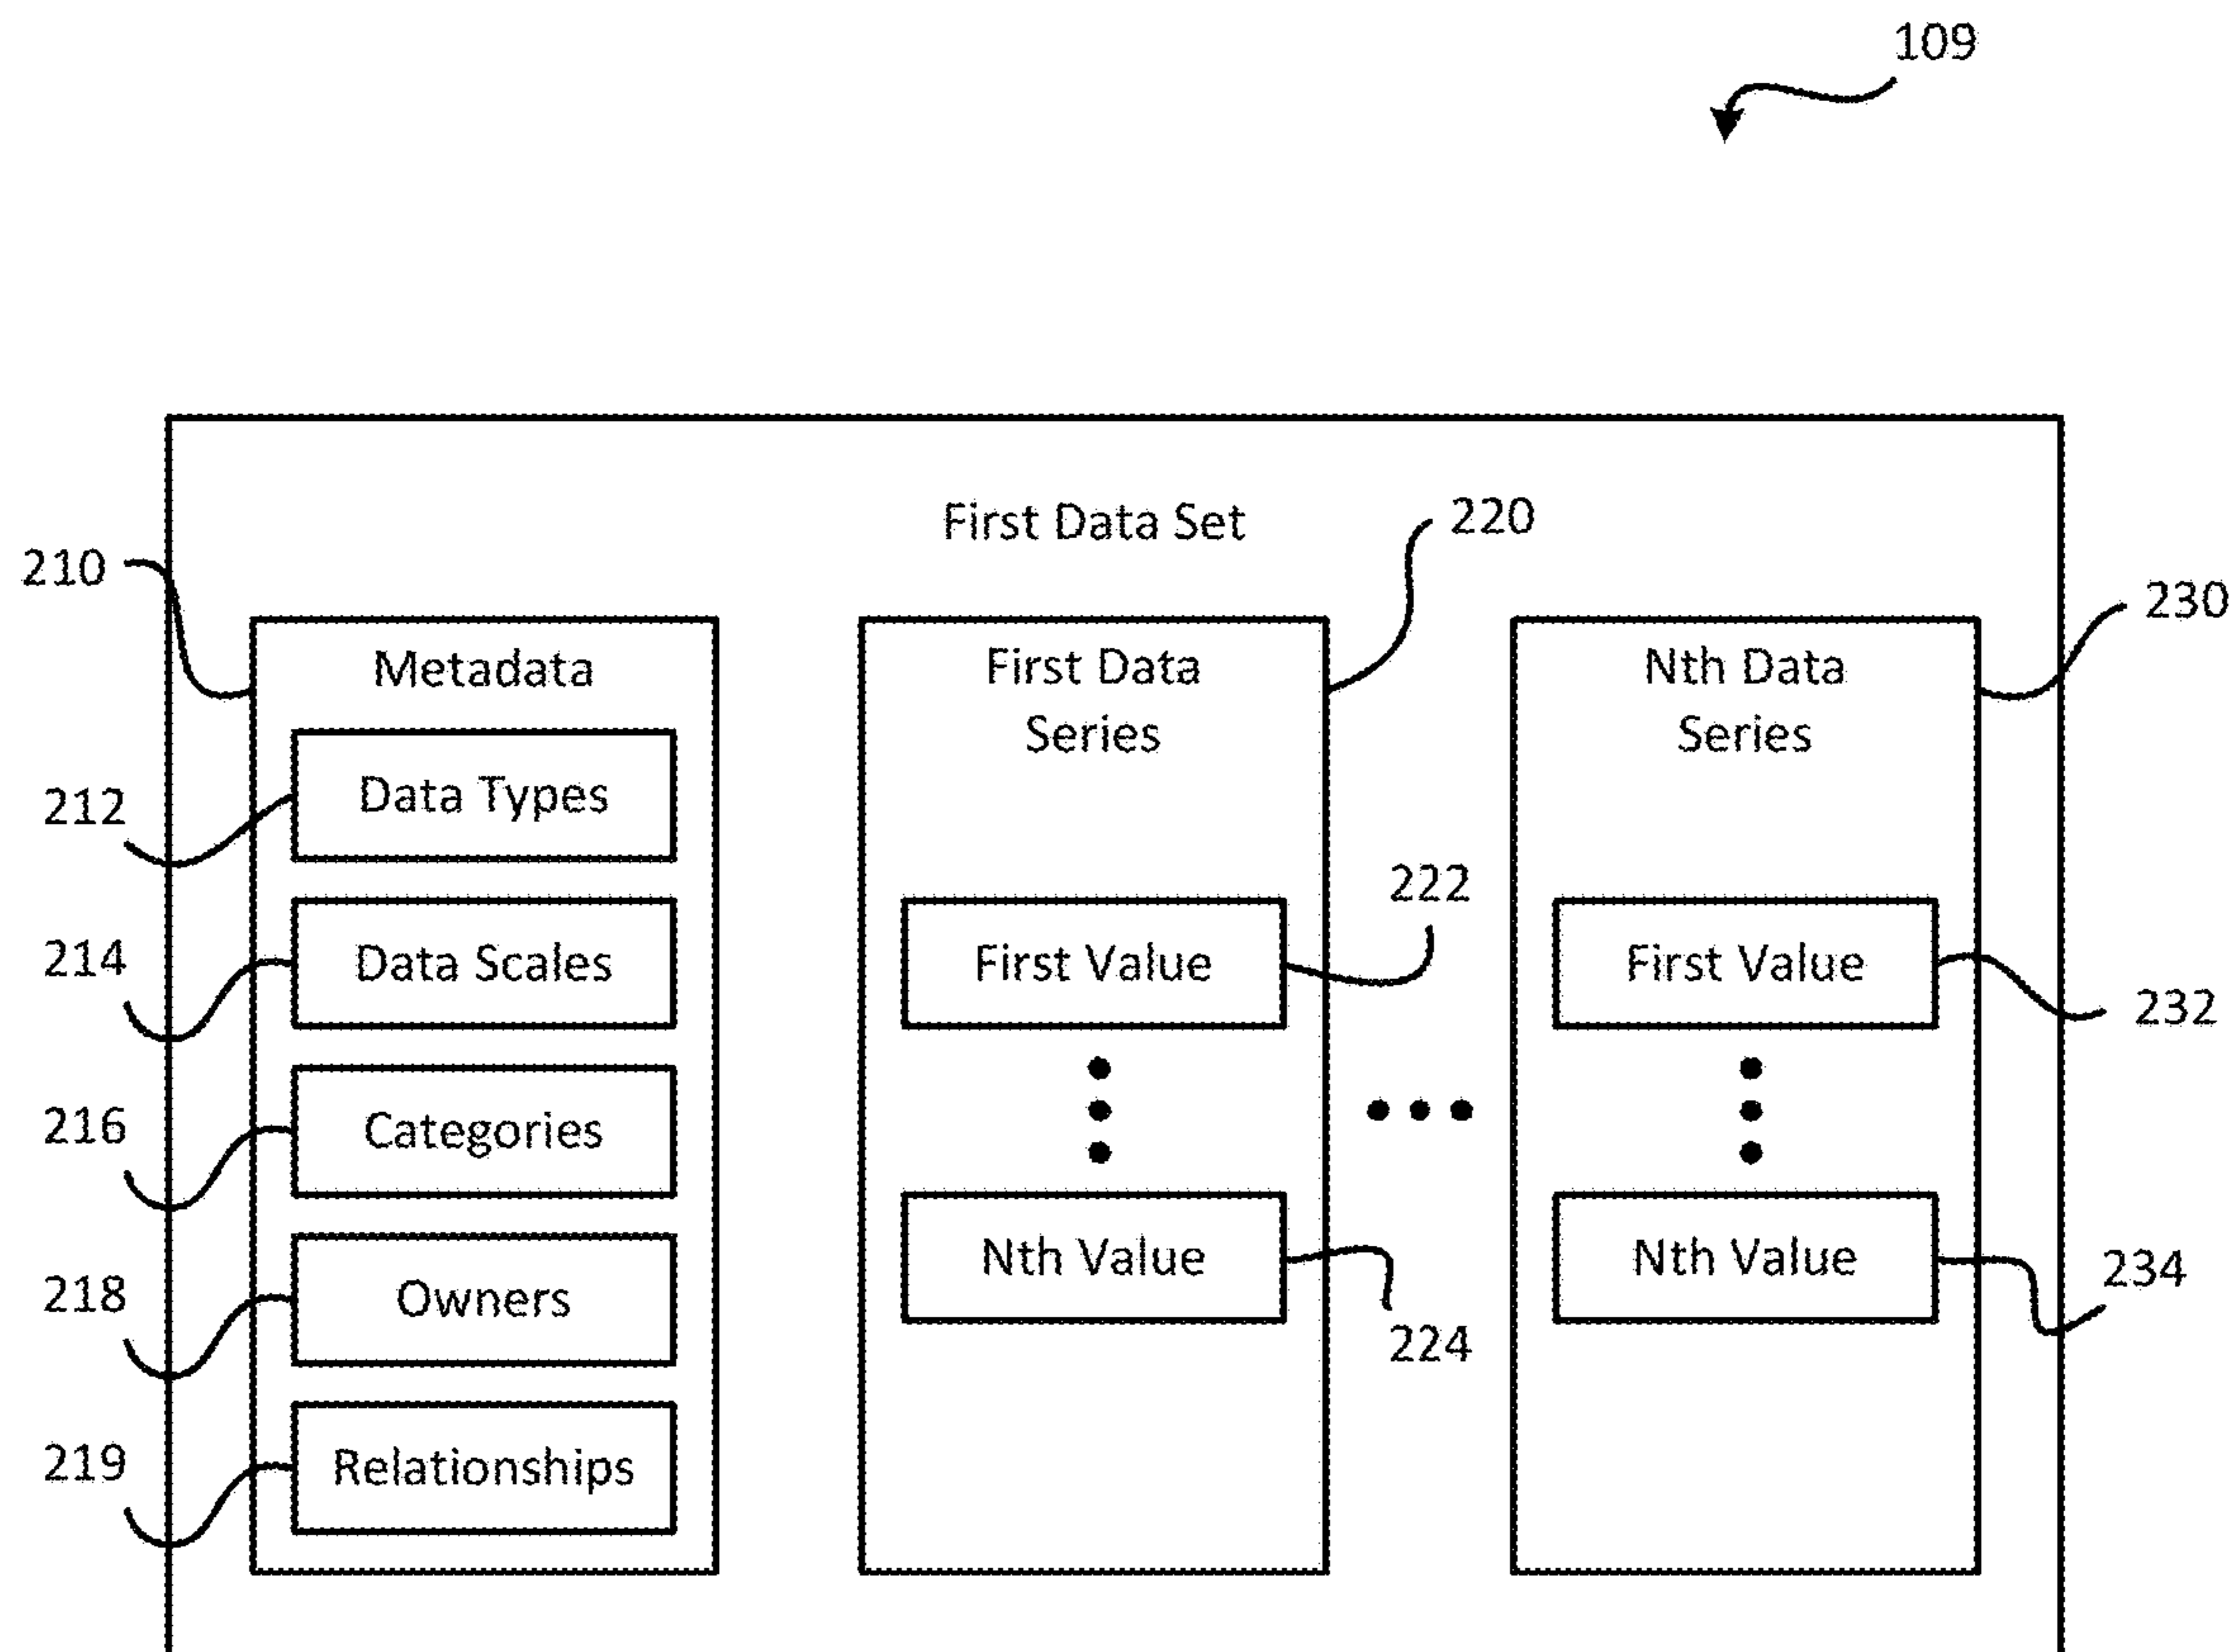 109
First Data Set
220
210
230
Metadata
First Data
Series
Nth Data
Series
Data Types
212
222
Data Scales
214
First Value
First Value
232
Categories
216
Owners
218
Nth Value
Nth Value
234
224
Relationships
219